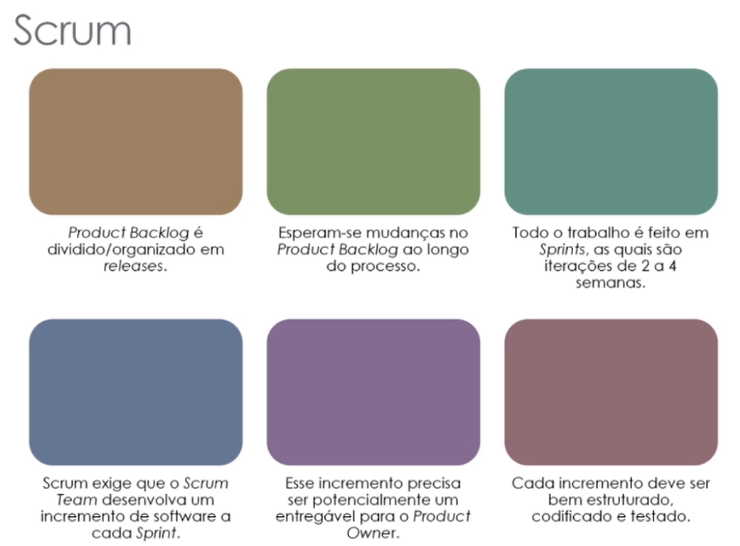 Scrum
Product Backlog é
dividido/organizado em
releases.
Esperam-se mudanças no
Product Backlog ao longo
do processo.
Todo o trabalho é feito em
Sprints, as quais são
iterações de 2 a 4
semanas.
Scrum exige que o Scrum
Team desenvolva um
incremento de software a
cada Sprint.
Esse incremento precisa
ser potencialmente um
entregável para o Product
Owner.
Cada incremento deve ser
bem estruturado,
codificado e testado.